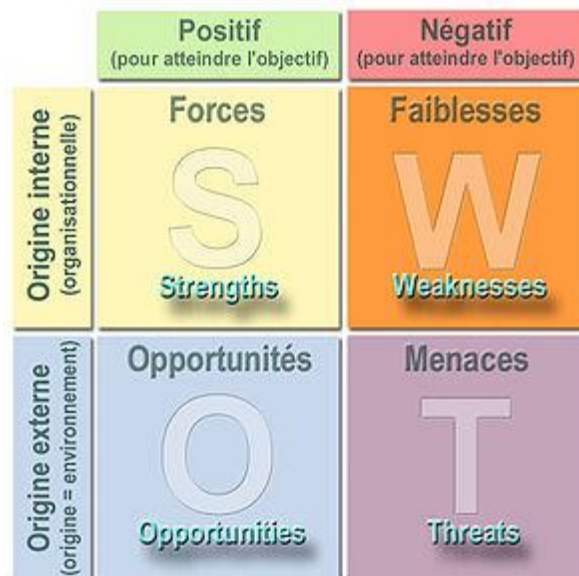 Positif
(pour atteindre l'objectif)
Négatif
(pour atteindre l'objectif)
Origine interne
(organisationnelle)
Forces
S
Strengths
Faiblesses
W
Weaknesses
Origine externe
(origine = environnement)
Opportunités
O
Opportunities
Menaces
T
Threats